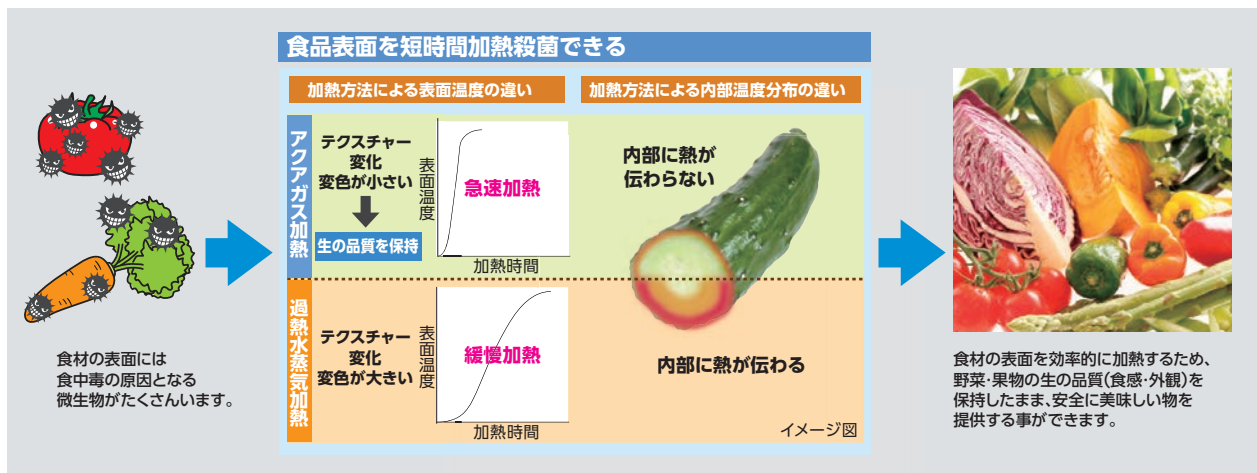 食品表面を短時間加熱殺菌できる
加熱方法による表面温度の違い
加熱方法による内部温度分布の違い
アクアガス加熱
テクスチャー
変化
変色が小さい
生の品質を保持
表面温度
急速加熱
加熱時間
内部に熱が
伝わらない
過熱水蒸気加熱
テクスチャー
変化
変色が大きい
表面温度
緩慢加熱
加熱時間
内部に熱が伝わる
イメージ図
食材の表面には
食中毒の原因となる
微生物がたくさんいます。
食材の表面を効率的に加熱するため、
野菜・果物の生の品質(食感・外観)を
保持したまま、安全に美味しい物を
提供する事ができます。